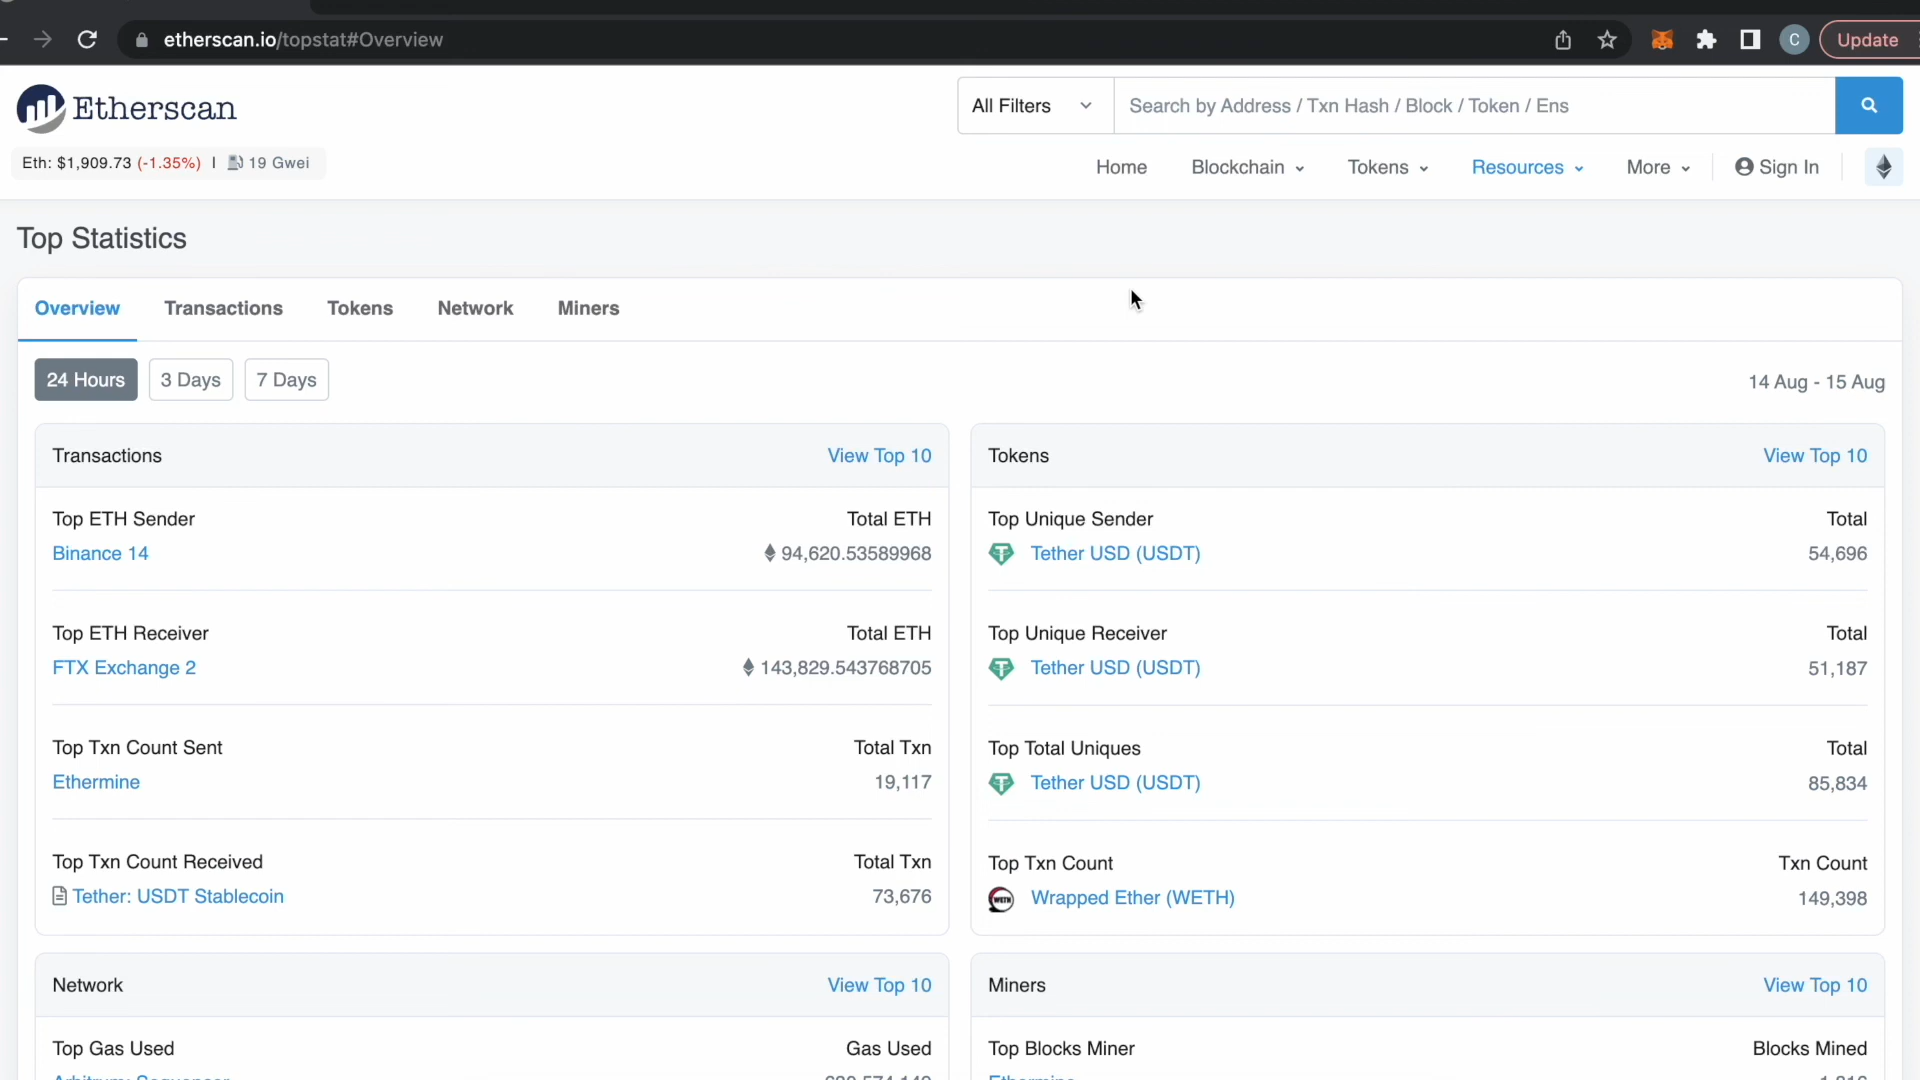 etherscan.io/topstat#Overview
C
Update
Etherscan
All Filters
Search by Address / Txn Hash / Block / Token / Ens
Eth: $1,909.73 (-1.35%) | 19 Gwei
Home Blockchain Tokens Resources More Sign In
Top Statistics
Overview Transactions Tokens Network Miners
24 Hours 3 Days 7 Days
14 Aug - 15 Aug
Transactions View Top 10
Top ETH Sender Total ETH
Binance 14 94,620.53589968
Top ETH Receiver Total ETH
FTX Exchange 2 143,829.543768705
Top Txn Count Sent Total Txn
Ethermine 19,117
Top Txn Count Received Total Txn
Tether: USDT Stablecoin 73,676
Tokens View Top 10
Top Unique Sender Total
Tether USD (USDT) 54,696
Top Unique Receiver Total
Tether USD (USDT) 51,187
Top Total Uniques Total
Tether USD (USDT) 85,834
Top Txn Count Txn Count
WETH Wrapped Ether (WETH) 149,398
Network View Top 10
Top Gas Used Gas Used
Arbitrum: Sequencer
Miners View Top 10
Top Blocks Miner Blocks Mined
Ethermine